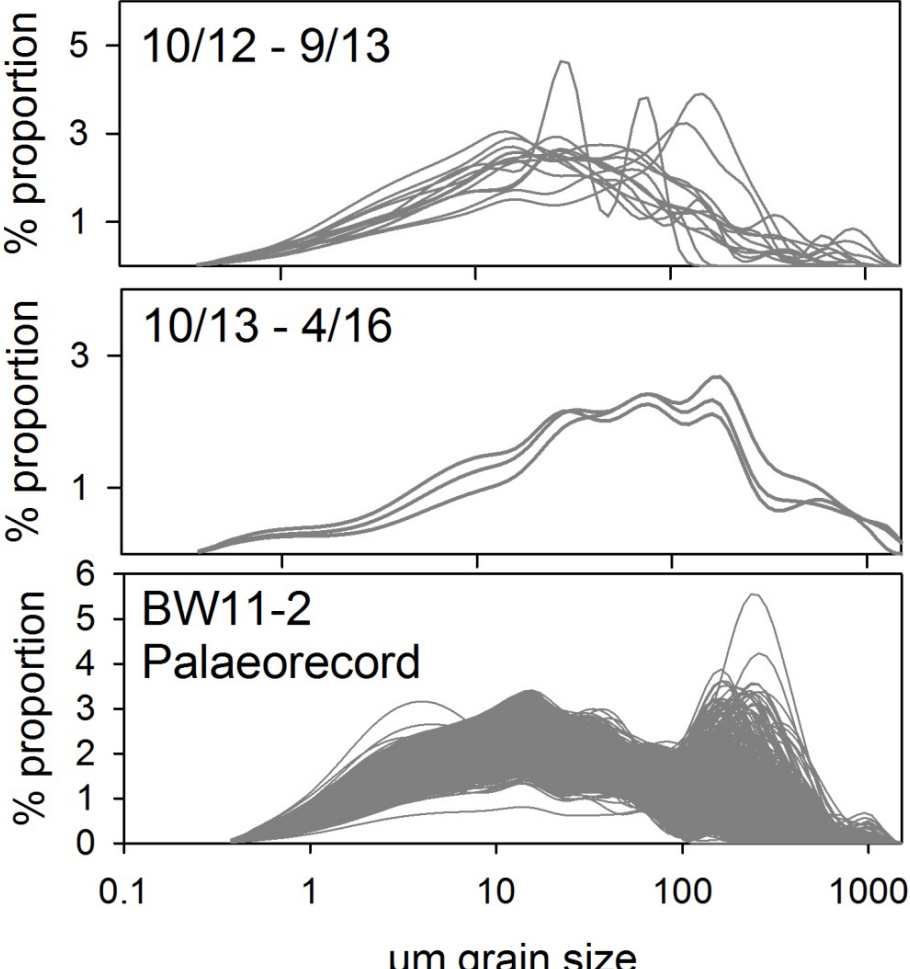 10/12 - 9/13
% proportion
5
3
1
10/13 - 4/16
% proportion
3
1
BW11-2
Palaeorecord
% proportion
6
5
4
3
2
1
0
0.1 1 10 100 1000
µm grain size